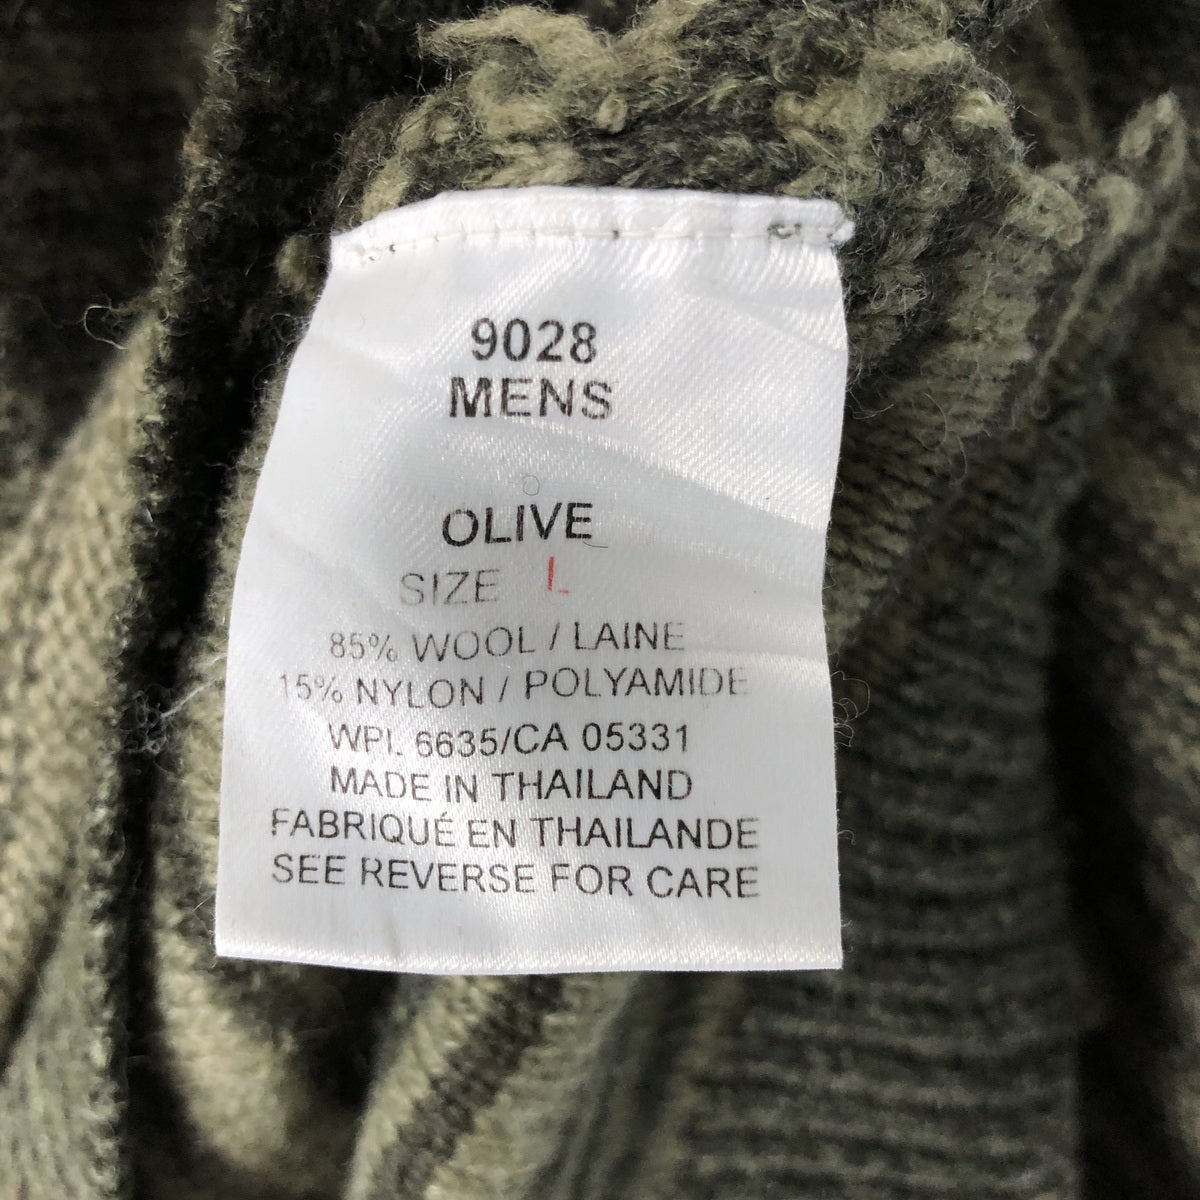 9028
MENS
OLIVE
SIZE L
85% WOOL / LAINE
15% NYLON / POLYAMIDE
WPL 6635/CA 05331
MADE IN THAILAND
FABRIQUÉ EN THAILANDE
SEE REVERSE FOR CARE